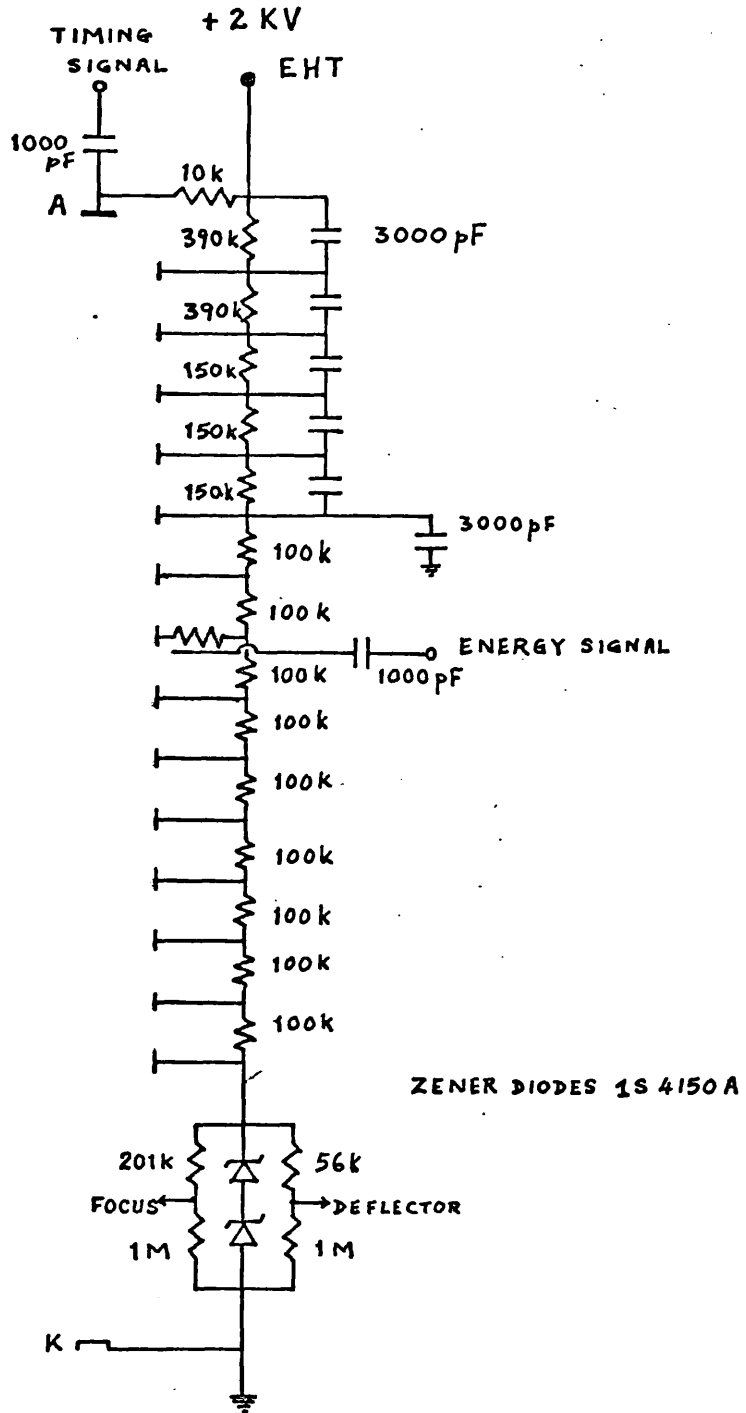 + 2 KV
TIMING
SIGNAL
EHT
1000
pF
10k
A
390k
3000pF
390k
150k
150k
150k
3000pF
100k
100k
ENERGY SIGNAL
100k
1000pF
100k
100k
100k
100k
100k
100k
ZENER DIODES 1S 4150 A
201k
56k
FOCUS
DEFLECTOR
1M
1M
K